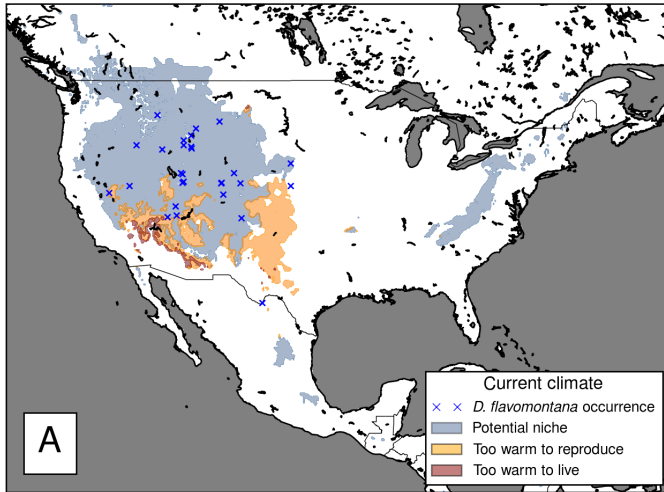 Current climate
D. flavomontana occurrence
Potential niche
Too warm to reproduce
Too warm to live
A